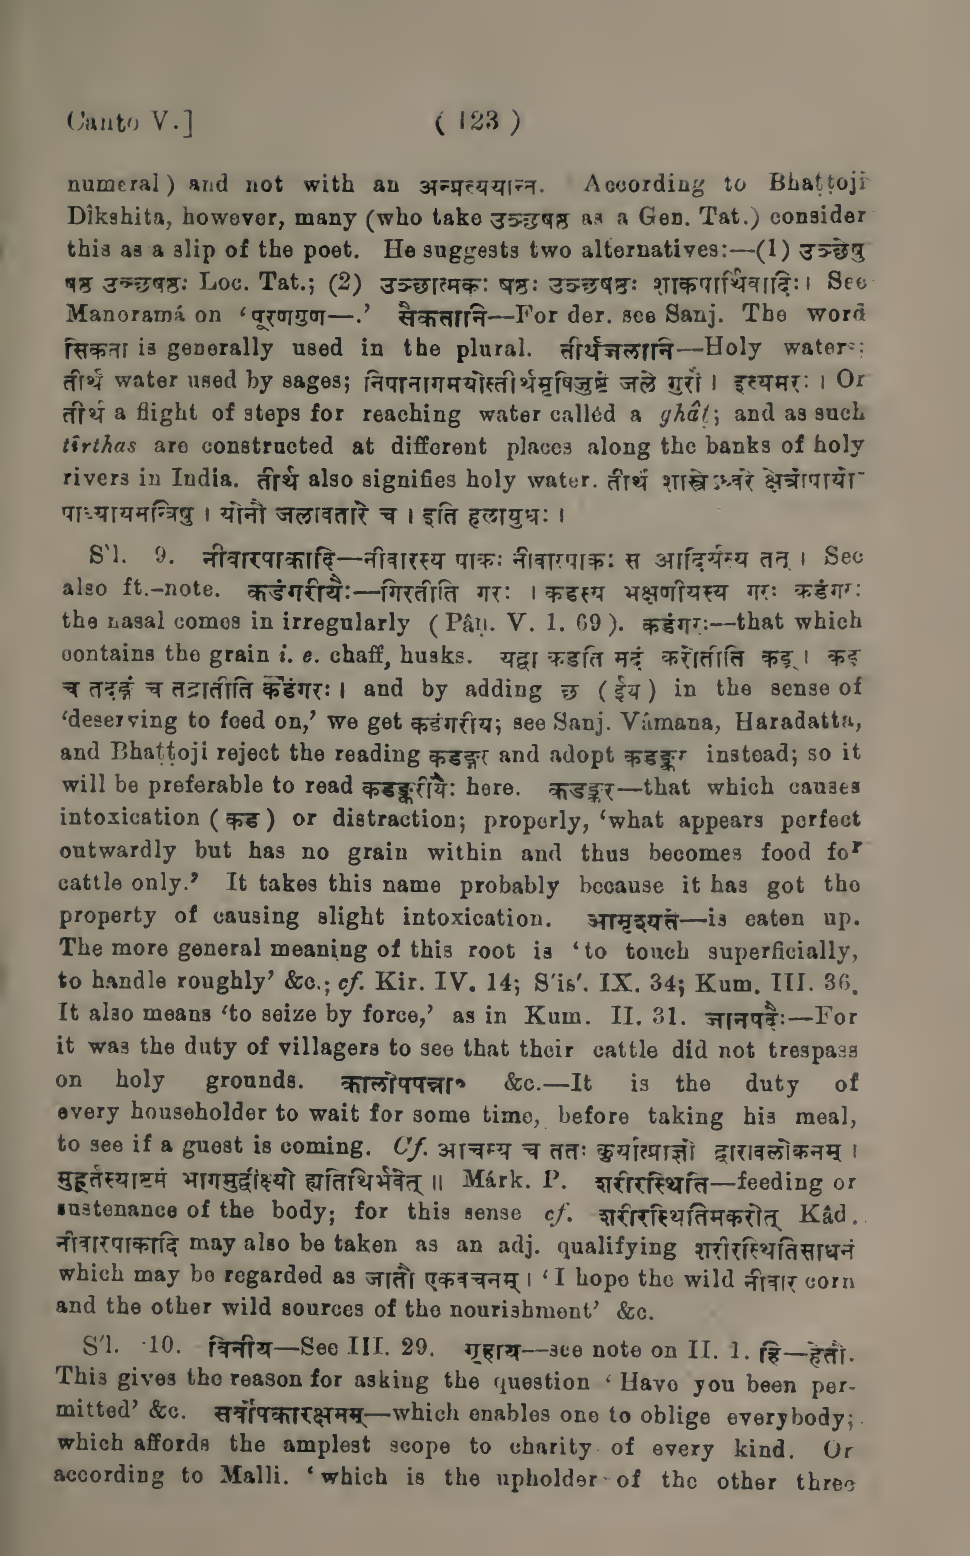 Canto V.] ( 123 )
numeral ) and not with an अन्प्रत्ययान्त. According to Bhaṭṭoji
Dîkshita, however, many (who take उञ्छषष्ठ as a Gen. Tat.) consider
this as a slip of the poet. He suggests two alternatives:—(1) उञ्छेषु
षष्ठ उञ्छषष्ठः Loc. Tat.; (2) उञ्छात्मकः षष्ठः उञ्छषष्ठः शाकपार्थिवादिः। See
Manoramá on ‘पूरणगुण—.’ सैकतानि—For der. see Sanj. The word
सिकता is generally used in the plural. तीर्थजलानि—Holy waters;
तीर्थ water used by sages; निपानागमयोस्तीर्थमृषिजुष्टे जले गुरौ । इत्यमरः । Or
तीर्थ a flight of steps for reaching water called a ghâṭ; and as such
tîrthas are constructed at different places along the banks of holy
rivers in India. तीर्थ also signifies holy water. तीर्थं शास्त्रेऽध्वरे क्षेत्रोपायो-
पाध्यायमन्त्रिषु । योनौ जलावतारे च । इति हलायुधः ।
S'l. 9. नीवारपाकादि—नीवारस्य पाकः नीवारपाकः स आदिर्यस्य तत् । See
also ft.-note. कडंगरीयैः—गिरतीति गरः । कडस्य भक्षणीयस्य गरः कडंगरः
the nasal comes in irregularly ( Pâṇ. V. 1. 69 ). कडंगरः—that which
contains the grain i. e. chaff, husks. यद्वा कडति मदं करोतीति कड् । कड्
च तदङ्गं च तद्रातीति कडंगरः । and by adding छ ( ईय ) in the sense of
‘deserving to feed on,’ we get कडंगरीय; see Sanj. Vâmana, Haradatta,
and Bhaṭṭoji reject the reading कडङ्गर and adopt कडङ्कर instead; so it
will be preferable to read कडङ्करीयैः here. कडङ्कर—that which causes
intoxication ( कड ) or distraction; properly, ‘what appears perfect
outwardly but has no grain within and thus becomes food for
cattle only.’ It takes this name probably because it has got the
property of causing slight intoxication. आमृश्यते—is eaten up.
The more general meaning of this root is ‘to touch superficially,
to handle roughly’ &c.; cf. Kir. IV. 14; S'is'. IX. 34; Kum. III. 36.
It also means ‘to seize by force,’ as in Kum. II. 31. जानपदैः—For
it was the duty of villagers to see that their cattle did not trespass
on holy grounds. कालोपपन्ना° &c.—It is the duty of
every householder to wait for some time, before taking his meal,
to see if a guest is coming. Cf. आचम्य च ततः कुर्यात्प्राज्ञो द्वारावलोकनम् ।
मुहूर्तस्याष्टमं भागमुद्वीक्ष्यो ह्यतिथिर्भवेत् ॥ Márk. P. शरीरस्थिति—feeding or
sustenance of the body; for this sense cf. शरीरस्थितिमकरोत् Kâd.
नीवारपाकादि may also be taken as an adj. qualifying शरीरस्थितिसाधनं
which may be regarded as जातौ एकवचनम् । ‘I hope the wild नीवार corn
and the other wild sources of the nourishment’ &c.
S'l. 10. विनीय—See III. 29. गृहाय—see note on II. 1. हि—हेतौ.
This gives the reason for asking the question ‘ Have you been per-
mitted’ &c. सर्वोपकारक्षमम्—which enables one to oblige everybody;
which affords the amplest scope to charity of every kind. Or
according to Malli. ‘which is the upholder of the other three